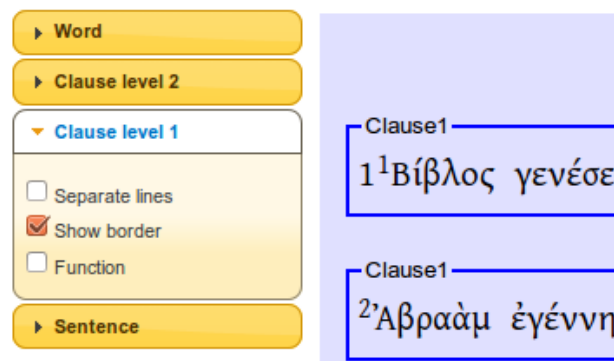 Word
Clause level 2
Clause level 1
Separate lines
Show border
Function
Sentence
Clause1
1¹Βίβλος γενέσε
Clause1
²Ἀβραὰμ ἐγέννη